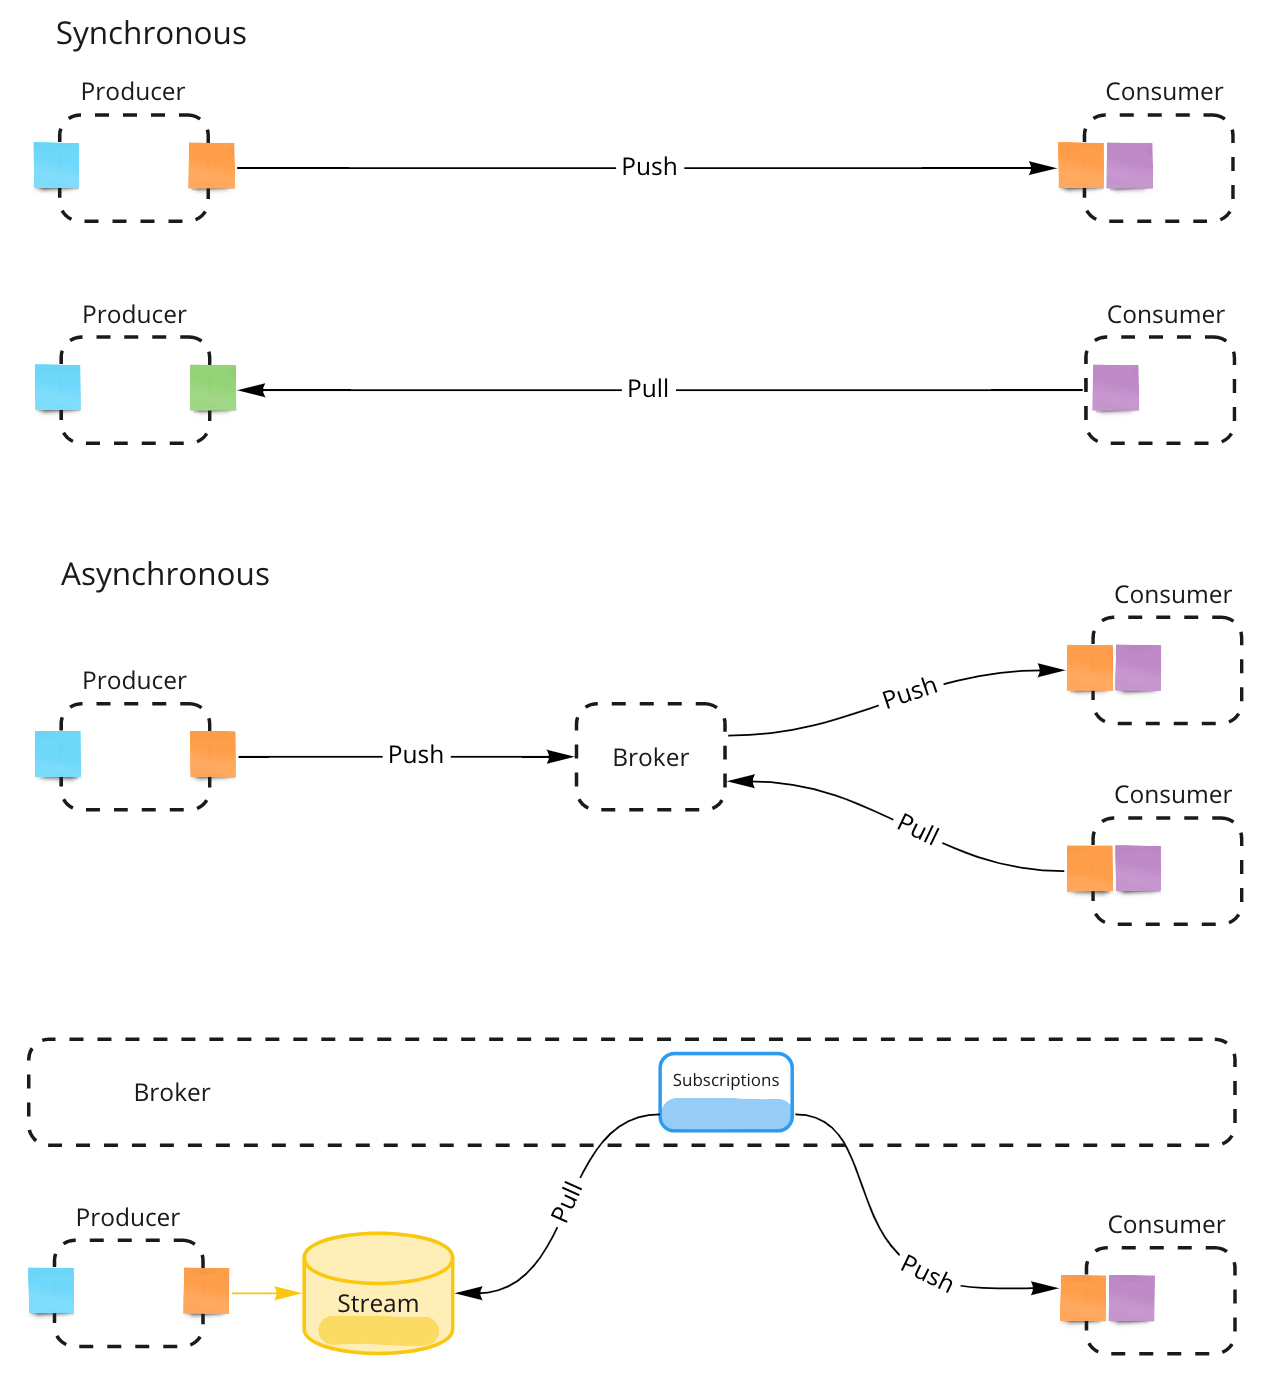 Synchronous
Producer
Consumer
Push
Producer
Consumer
Pull
Asynchronous
Consumer
Producer
Push
Push
Broker
Consumer
Pull
Subscriptions
Broker
Pull
Producer
Consumer
Push
Stream